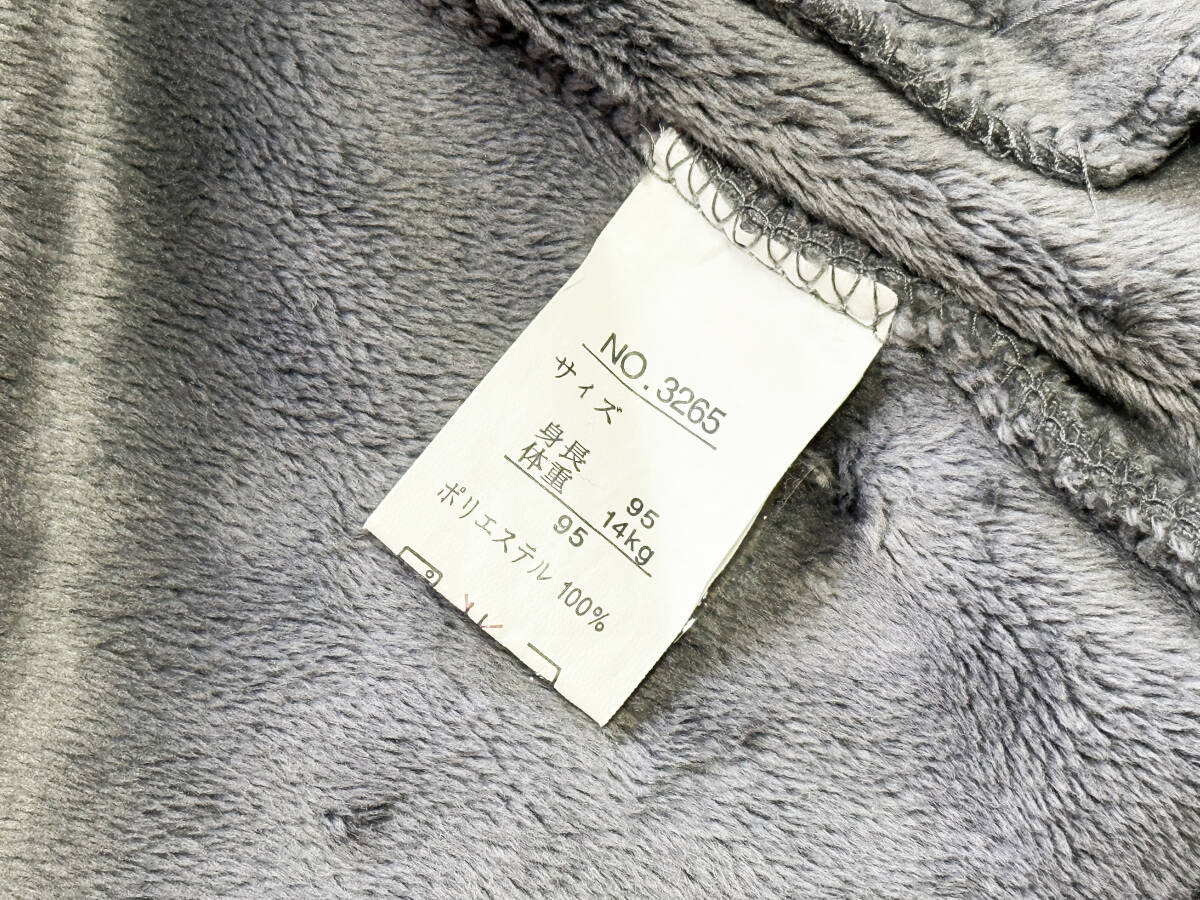 NO.3265
サイズ
身長 95
体重 14kg
95
ポリエステル 100%